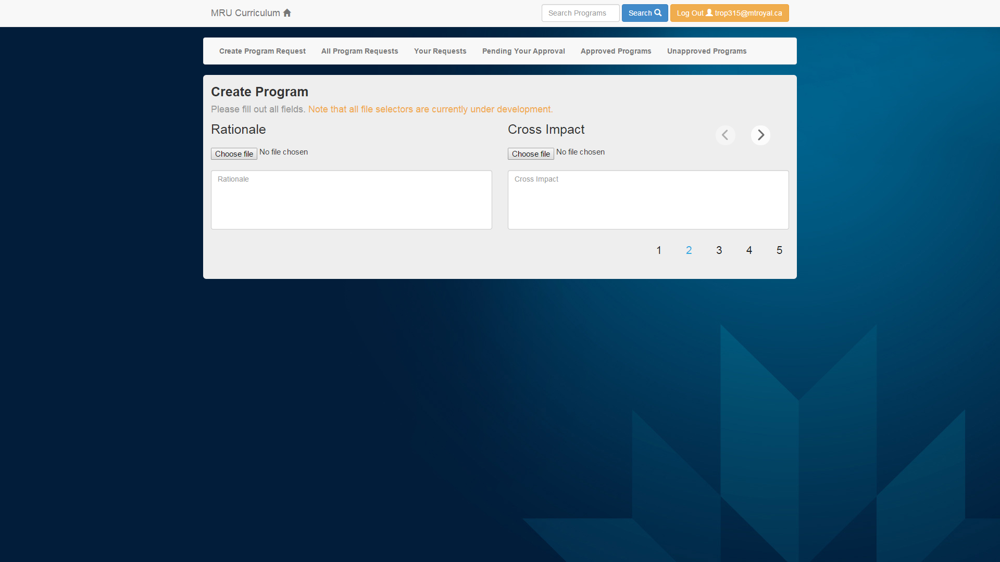 MRU Curriculum
Search Programs
Search
Log Out trop315@mtroyal.ca
Create Program Request
All Program Requests
Your Requests
Pending Your Approval
Approved Programs
Unapproved Programs
Create Program
Please fill out all fields. Note that all file selectors are currently under development.
Rationale
Choose file No file chosen
Rationale
Cross Impact
Choose file No file chosen
Cross Impact
1 2 3 4 5